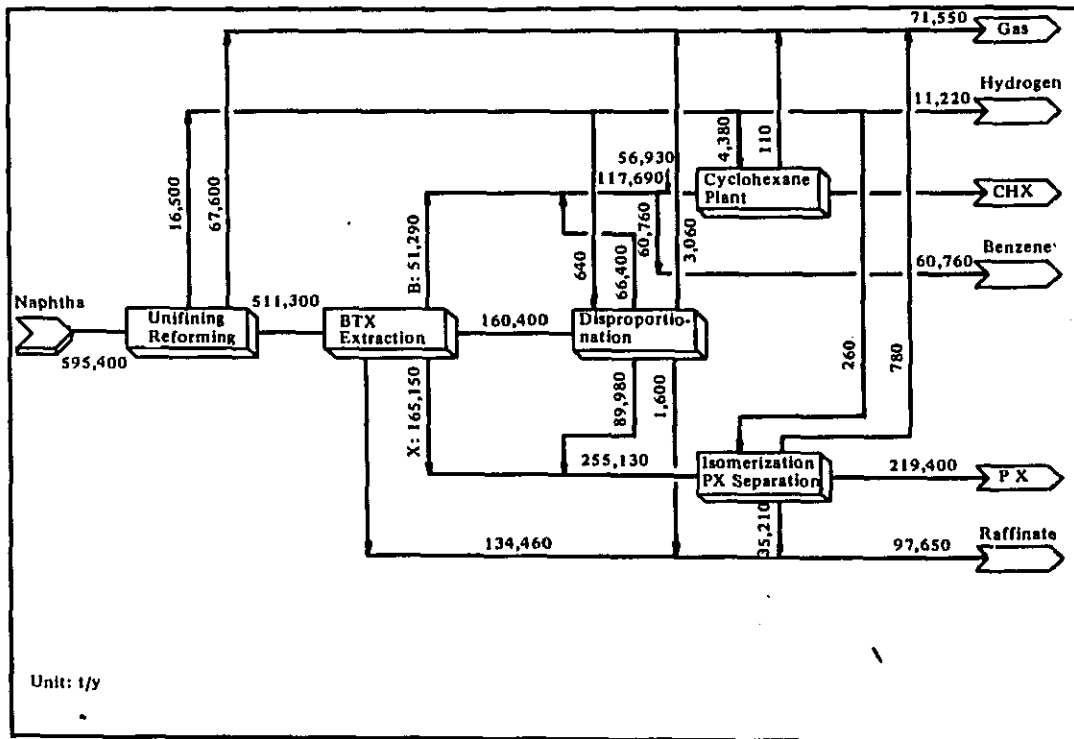 71,550
Gas
Hydrogen
11,220
4,380
110
56,930
117,690
Cyclohexane
Plant
CHX
16,500
67,600
B: 51,290
60,760
3,060
Benzene
60,760
640
66,400
Naphtha
511,300
Unifining
Reforming
BTX
Extraction
160,400
Disproportio-
nation
595,400
260
780
X: 165,150
89,980
1,600
255,130
Isomerization
PX Separation
219,400
PX
35,210
Raffinate
134,460
97,650
Unit: t/y